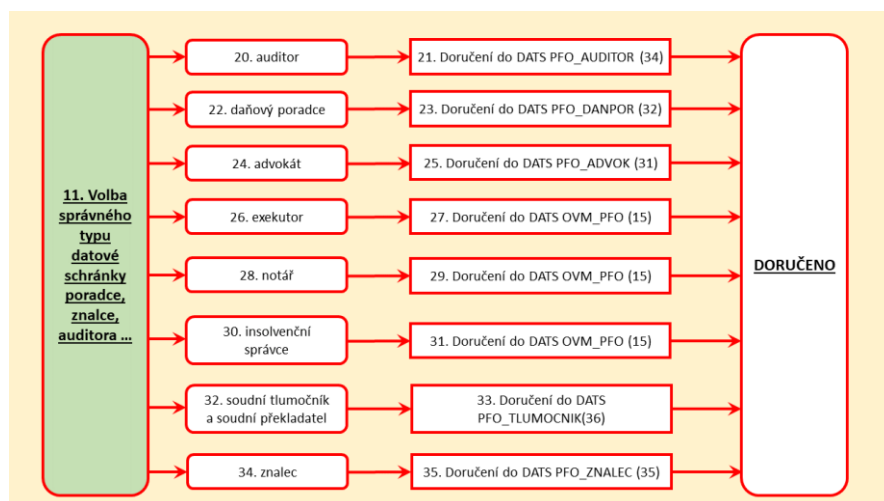 11. Volba
správného
typu
datové
schránky
poradce,
znalce,
auditora ...
20. auditor
21. Doručení do DATS PFO_AUDITOR (34)
22. daňový poradce
23. Doručení do DATS PFO_DANPOR (32)
24. advokát
25. Doručení do DATS PFO_ADVOK (31)
26. exekutor
27. Doručení do DATS OVM_PFO (15)
28. notář
29. Doručení do DATS OVM_PFO (15)
30. insolvenční
správce
31. Doručení do DATS OVM_PFO (15)
32. soudní tlumočník
a soudní překladatel
33. Doručení do DATS
PFO_TLUMOCNIK(36)
34. znalec
35. Doručení do DATS PFO_ZNALEC (35)
DORUČENO